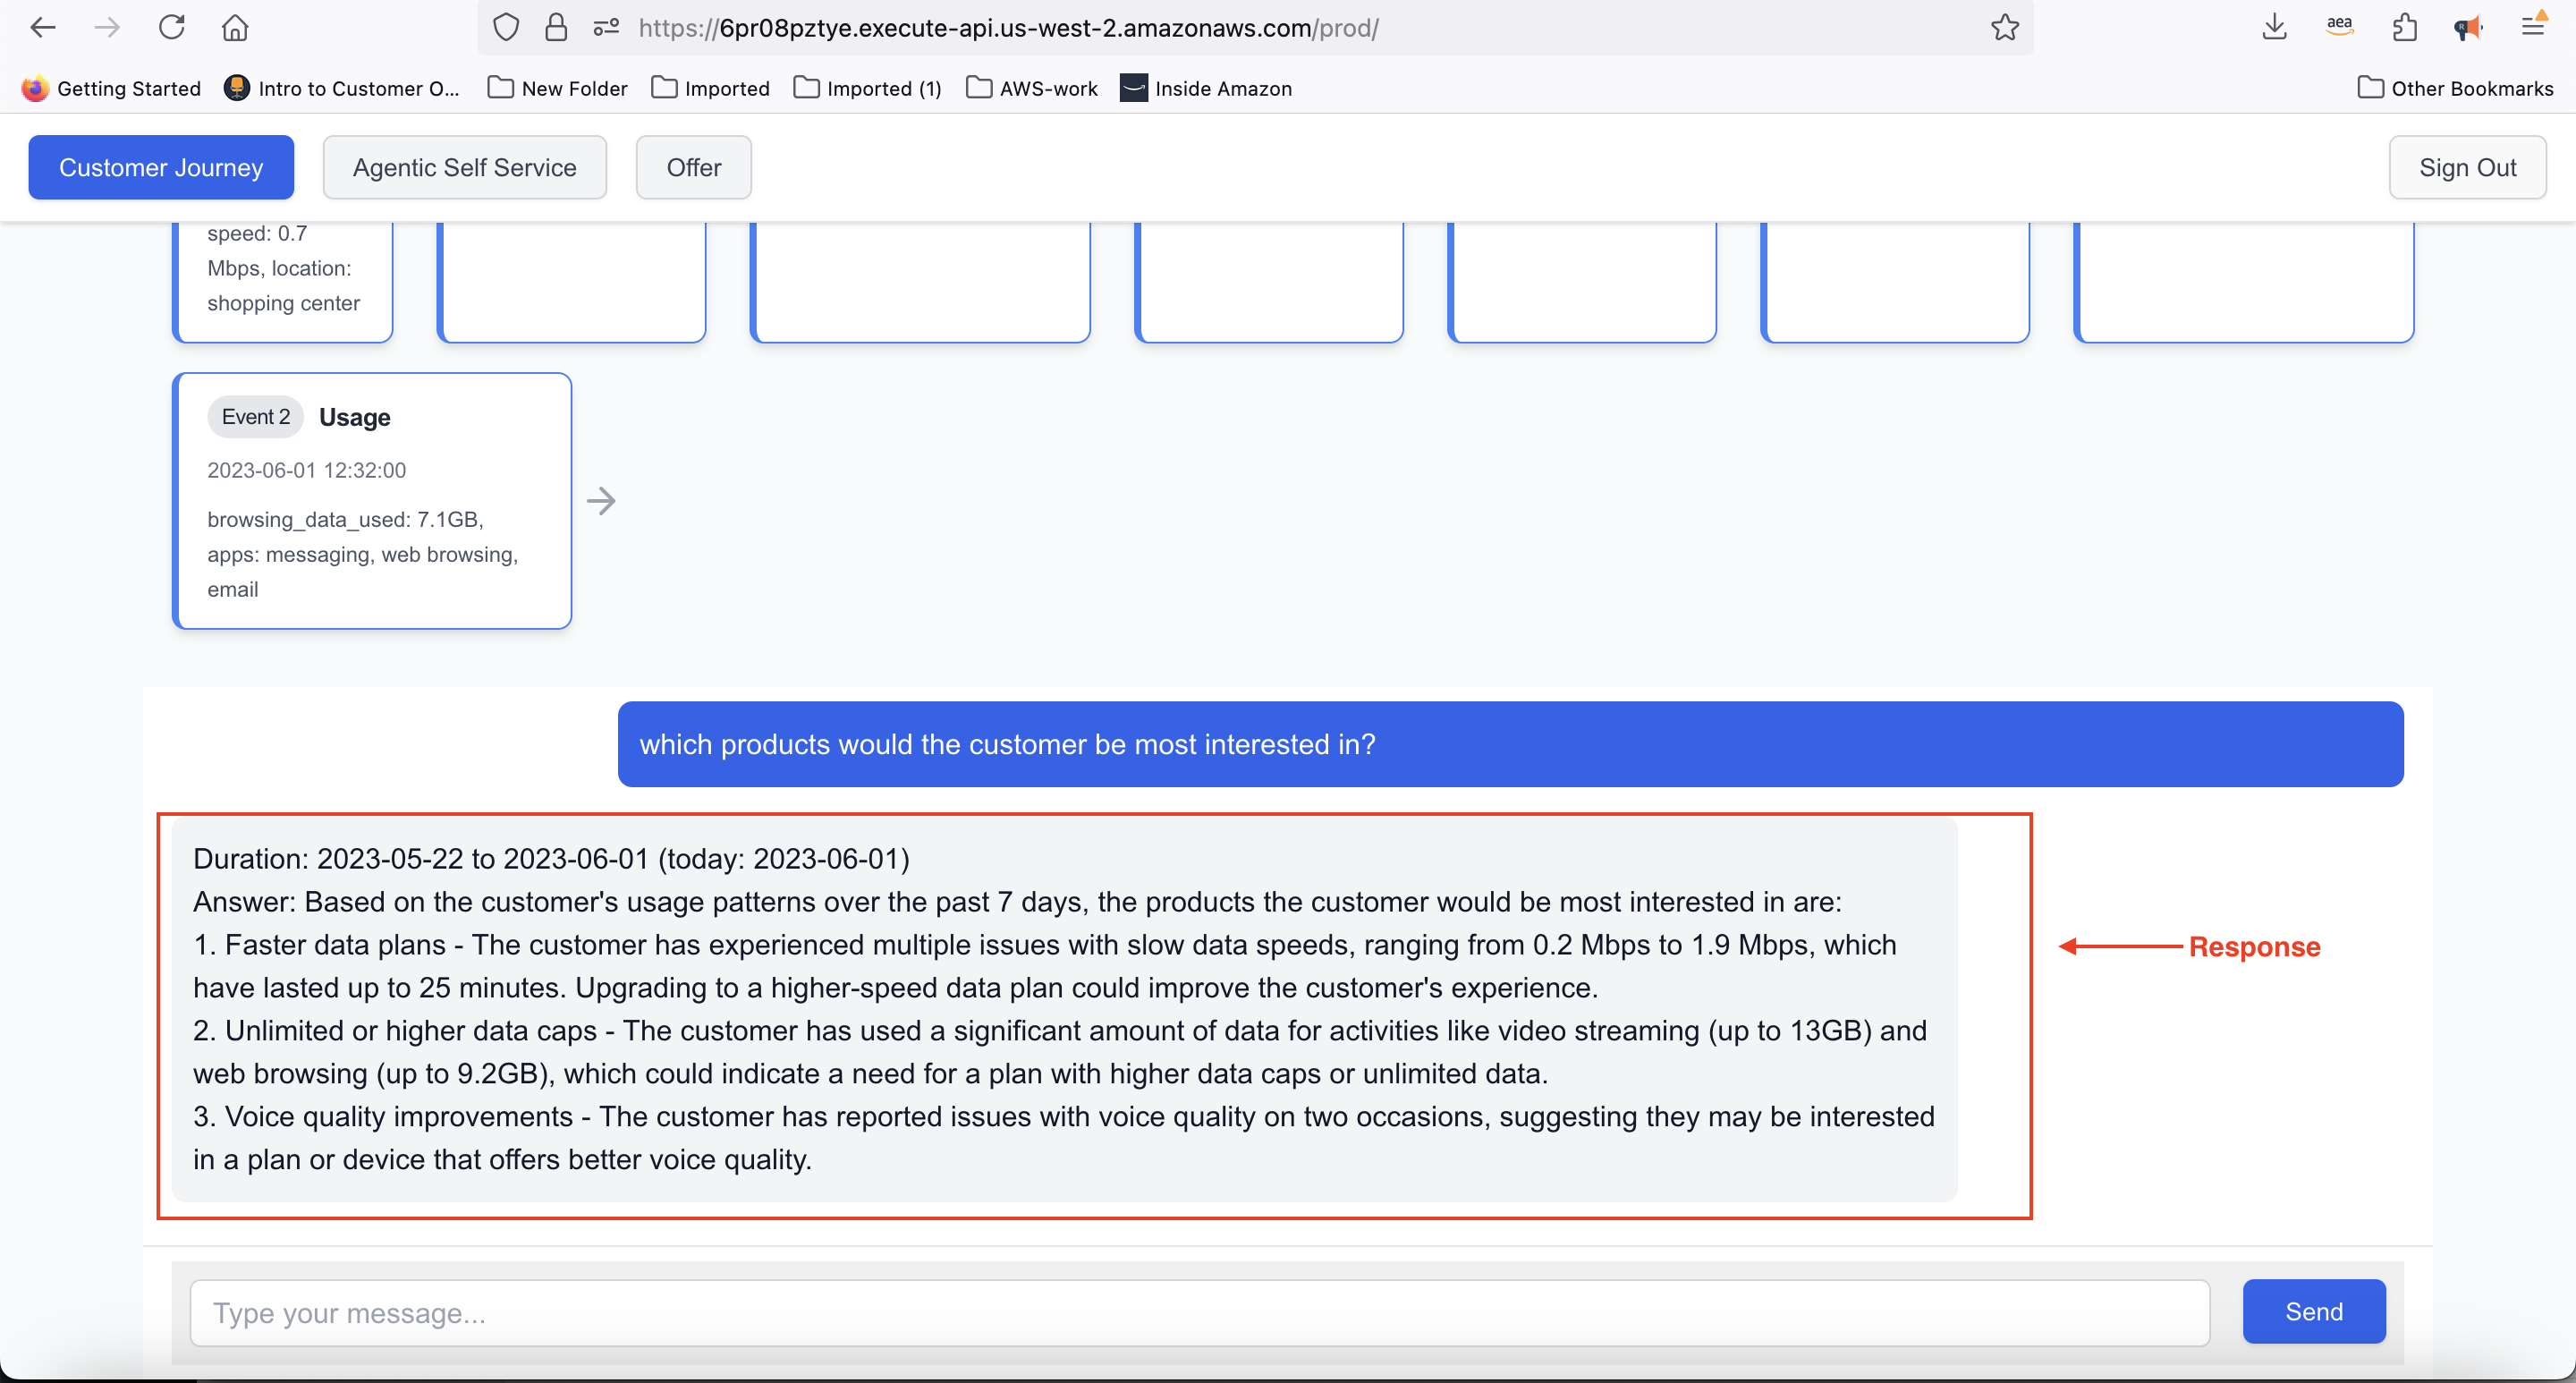 https://6pr08pztye.execute-api.us-west-2.amazonaws.com/prod/
aea
Getting Started
Intro to Customer O...
New Folder
Imported
Imported (1)
AWS-work
Inside Amazon
Other Bookmarks
Customer Journey
Agentic Self Service
Offer
Sign Out
speed: 0.7
Mbps, location:
shopping center
Event 2 Usage
2023-06-01 12:32:00
browsing_data_used: 7.1GB,
apps: messaging, web browsing,
email
which products would the customer be most interested in?
Duration: 2023-05-22 to 2023-06-01 (today: 2023-06-01)
Answer: Based on the customer's usage patterns over the past 7 days, the products the customer would be most interested in are:
1. Faster data plans - The customer has experienced multiple issues with slow data speeds, ranging from 0.2 Mbps to 1.9 Mbps, which
have lasted up to 25 minutes. Upgrading to a higher-speed data plan could improve the customer's experience.
2. Unlimited or higher data caps - The customer has used a significant amount of data for activities like video streaming (up to 13GB) and
web browsing (up to 9.2GB), which could indicate a need for a plan with higher data caps or unlimited data.
3. Voice quality improvements - The customer has reported issues with voice quality on two occasions, suggesting they may be interested
in a plan or device that offers better voice quality.
Response
Type your message...
Send